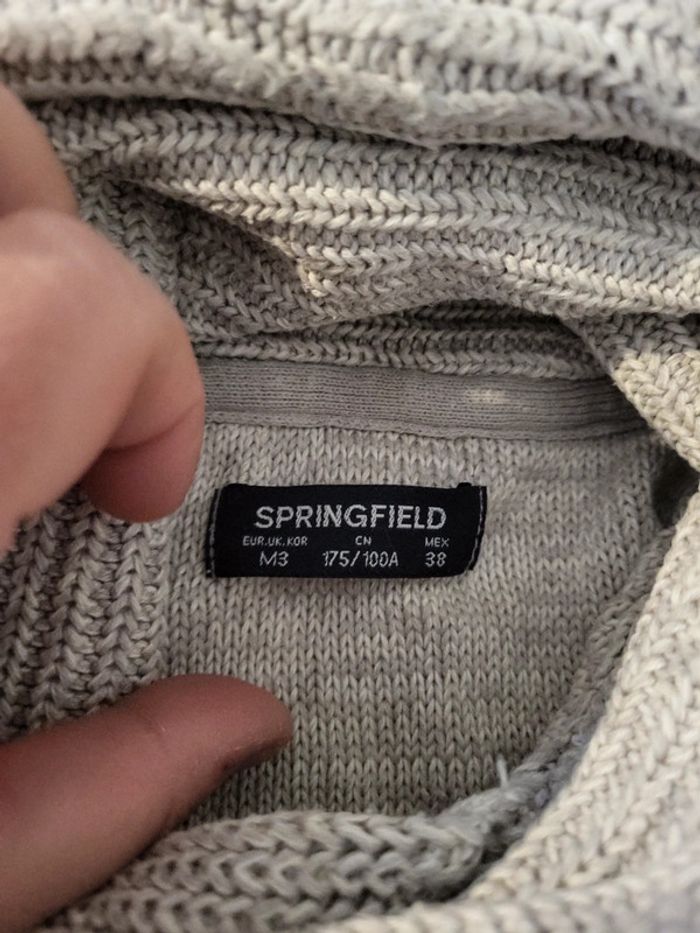 SPRINGFIELD
EUR.UK.KOR CN MEX
M3 175/100A 38